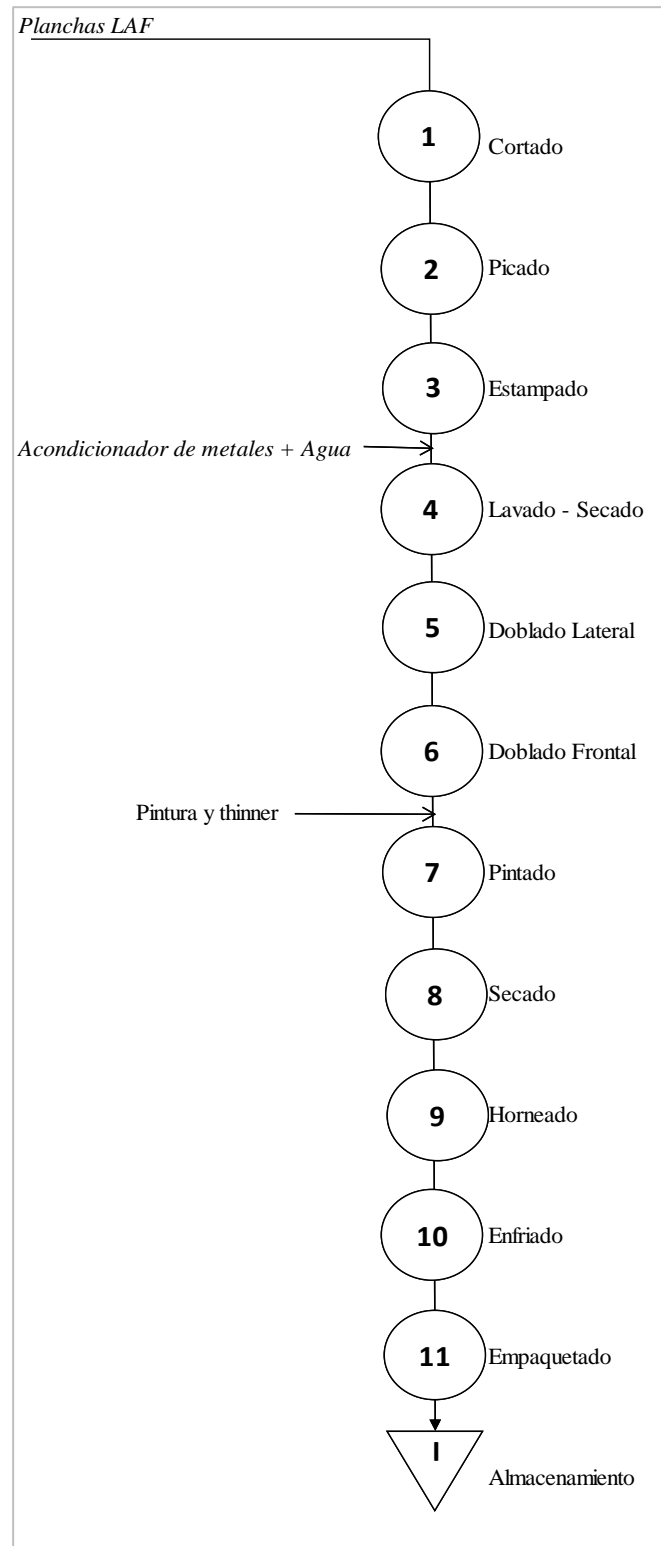 Planchas LAF
1
Cortado
2
Picado
3
Estampado
Acondicionador de metales + Agua
4
Lavado - Secado
5
Doblado Lateral
6
Doblado Frontal
Pintura y thinner
7
Pintado
8
Secado
9
Horneado
10
Enfriado
11
Empaquetado
I
Almacenamiento